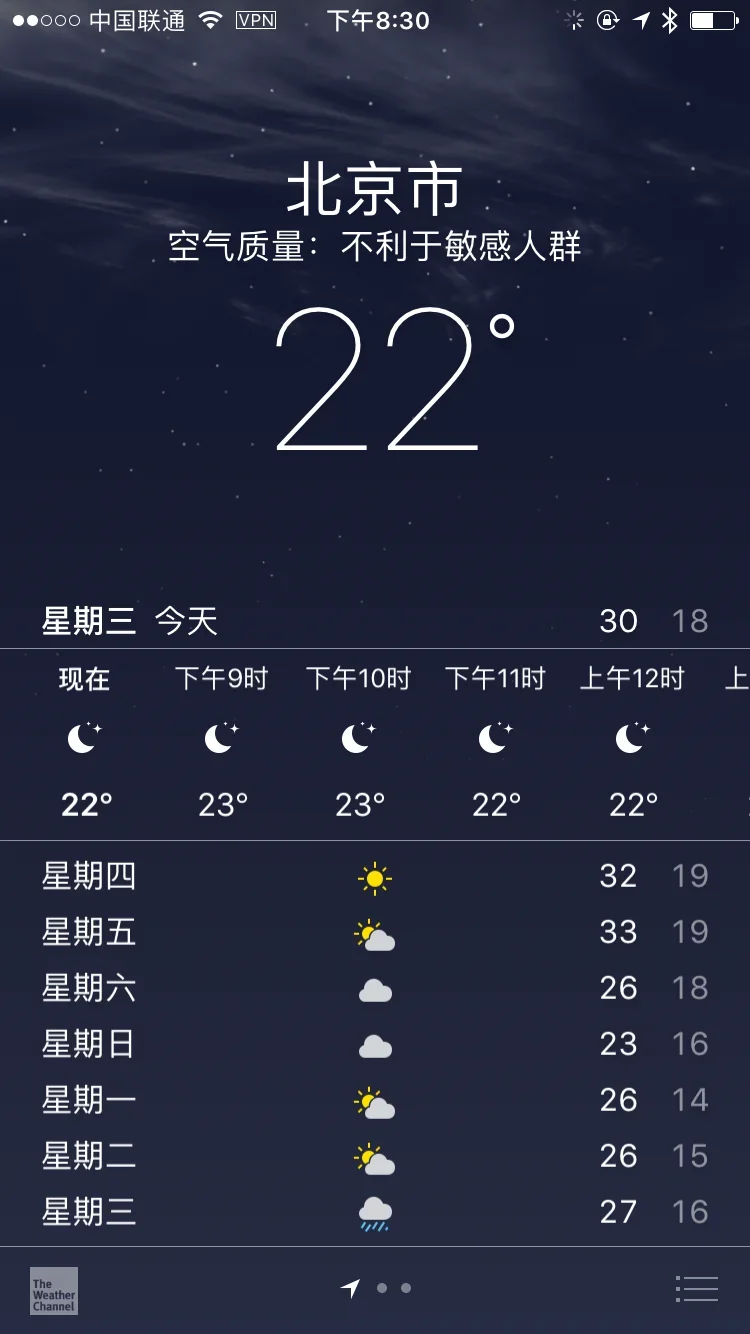 中国联通 VPN 下午8:30
北京市
空气质量：不利于敏感人群
22°
星期三 今天 30 18
现在 下午9时 下午10时 下午11时 上午12时 上
22° 23° 23° 22° 22°
星期四 32 19
星期五 33 19
星期六 26 18
星期日 23 16
星期一 26 14
星期二 26 15
星期三 27 16
The
Weather
Channel